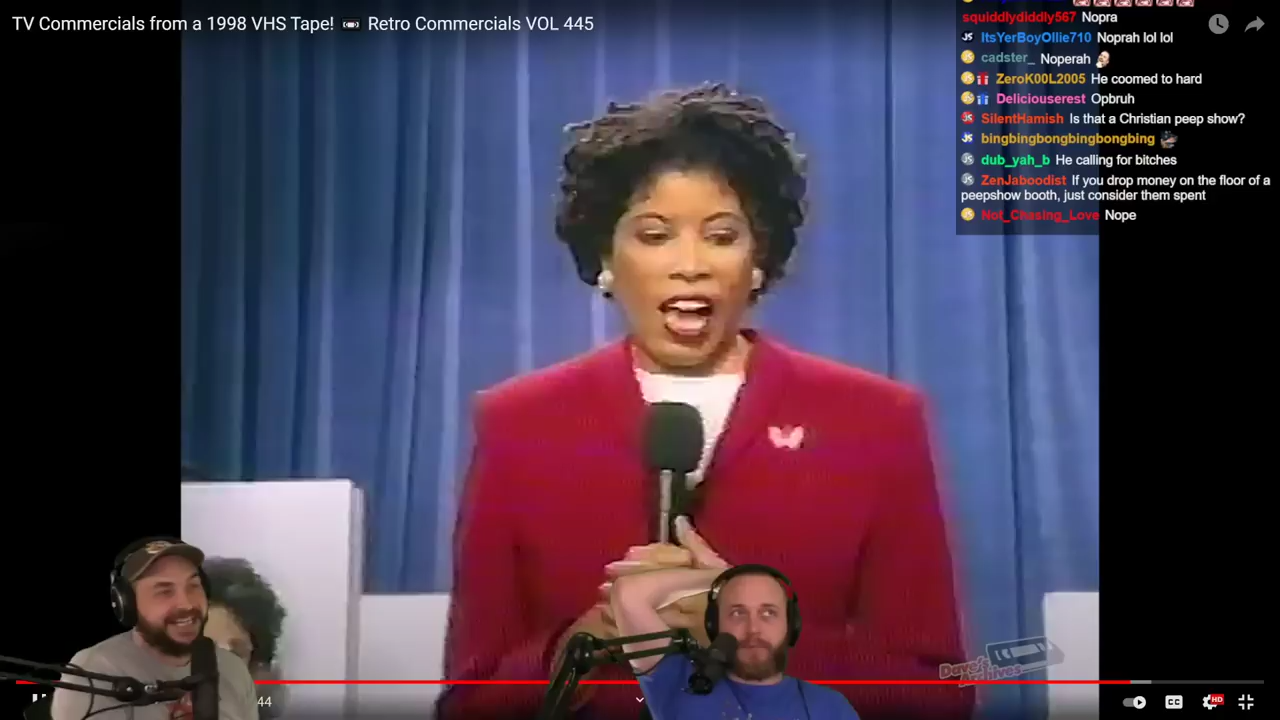 TV Commercials from a 1998 VHS Tape! 📼 Retro Commercials VOL 445
squiddlydiddly567 Nopra
ItsYerBoyOllie710 Noprah lol lol
cadster_ Noperah
ZeroK00L2005 He coomed to hard
Deliciouserest Opbruh
SilentHamish Is that a Christian peep show?
bingbingbongbingbongbing
dub_yah_b He calling for bitches
ZenJaboodist If you drop money on the floor of a
peepshow booth, just consider them spent
Not_Chasing_Love Nope
Dave's
Archives
44
CC
HD